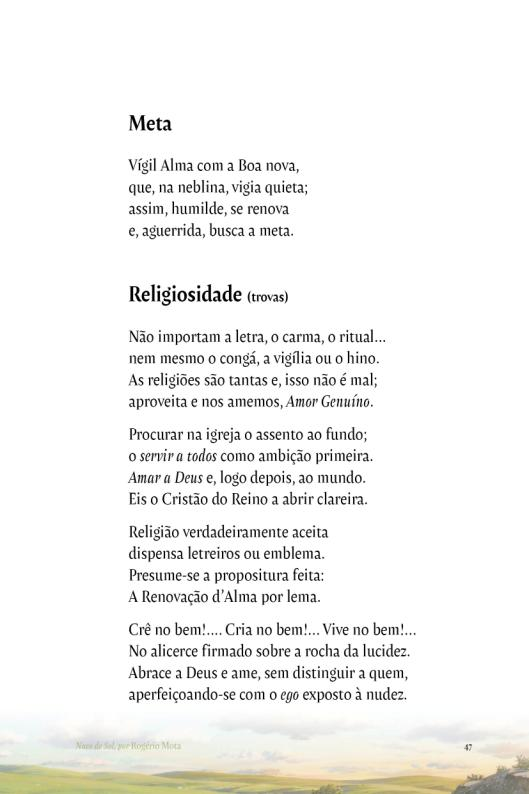 Meta
Vígil Alma com a Boa nova,
que, na neblina, vigia quieta;
assim, humilde, se renova
e, aguerrida, busca a meta.
Religiosidade (trovas)
Não importam a letra, o carma, o ritual...
nem mesmo o congá, a vigília ou o hino.
As religiões são tantas e, isso não é mal;
aproveita e nos amemos, Amor Genuíno.
Procurar na igreja o assento ao fundo;
o servir a todos como ambição primeira.
Amar a Deus e, logo depois, ao mundo.
Eis o Cristão do Reino a abrir clareira.
Religião verdadeiramente aceita
dispensa letreiros ou emblema.
Presume-se a propositura feita:
A Renovação d'Alma por lema.
Crê no bem!.... Cria no bem!... Vive no bem!...
No alicerce firmado sobre a rocha da lucidez.
Abrace a Deus e ame, sem distinguir a quem,
aperfeiçoando-se com o ego exposto à nudez.
de Sol, por Rogério Mota
47